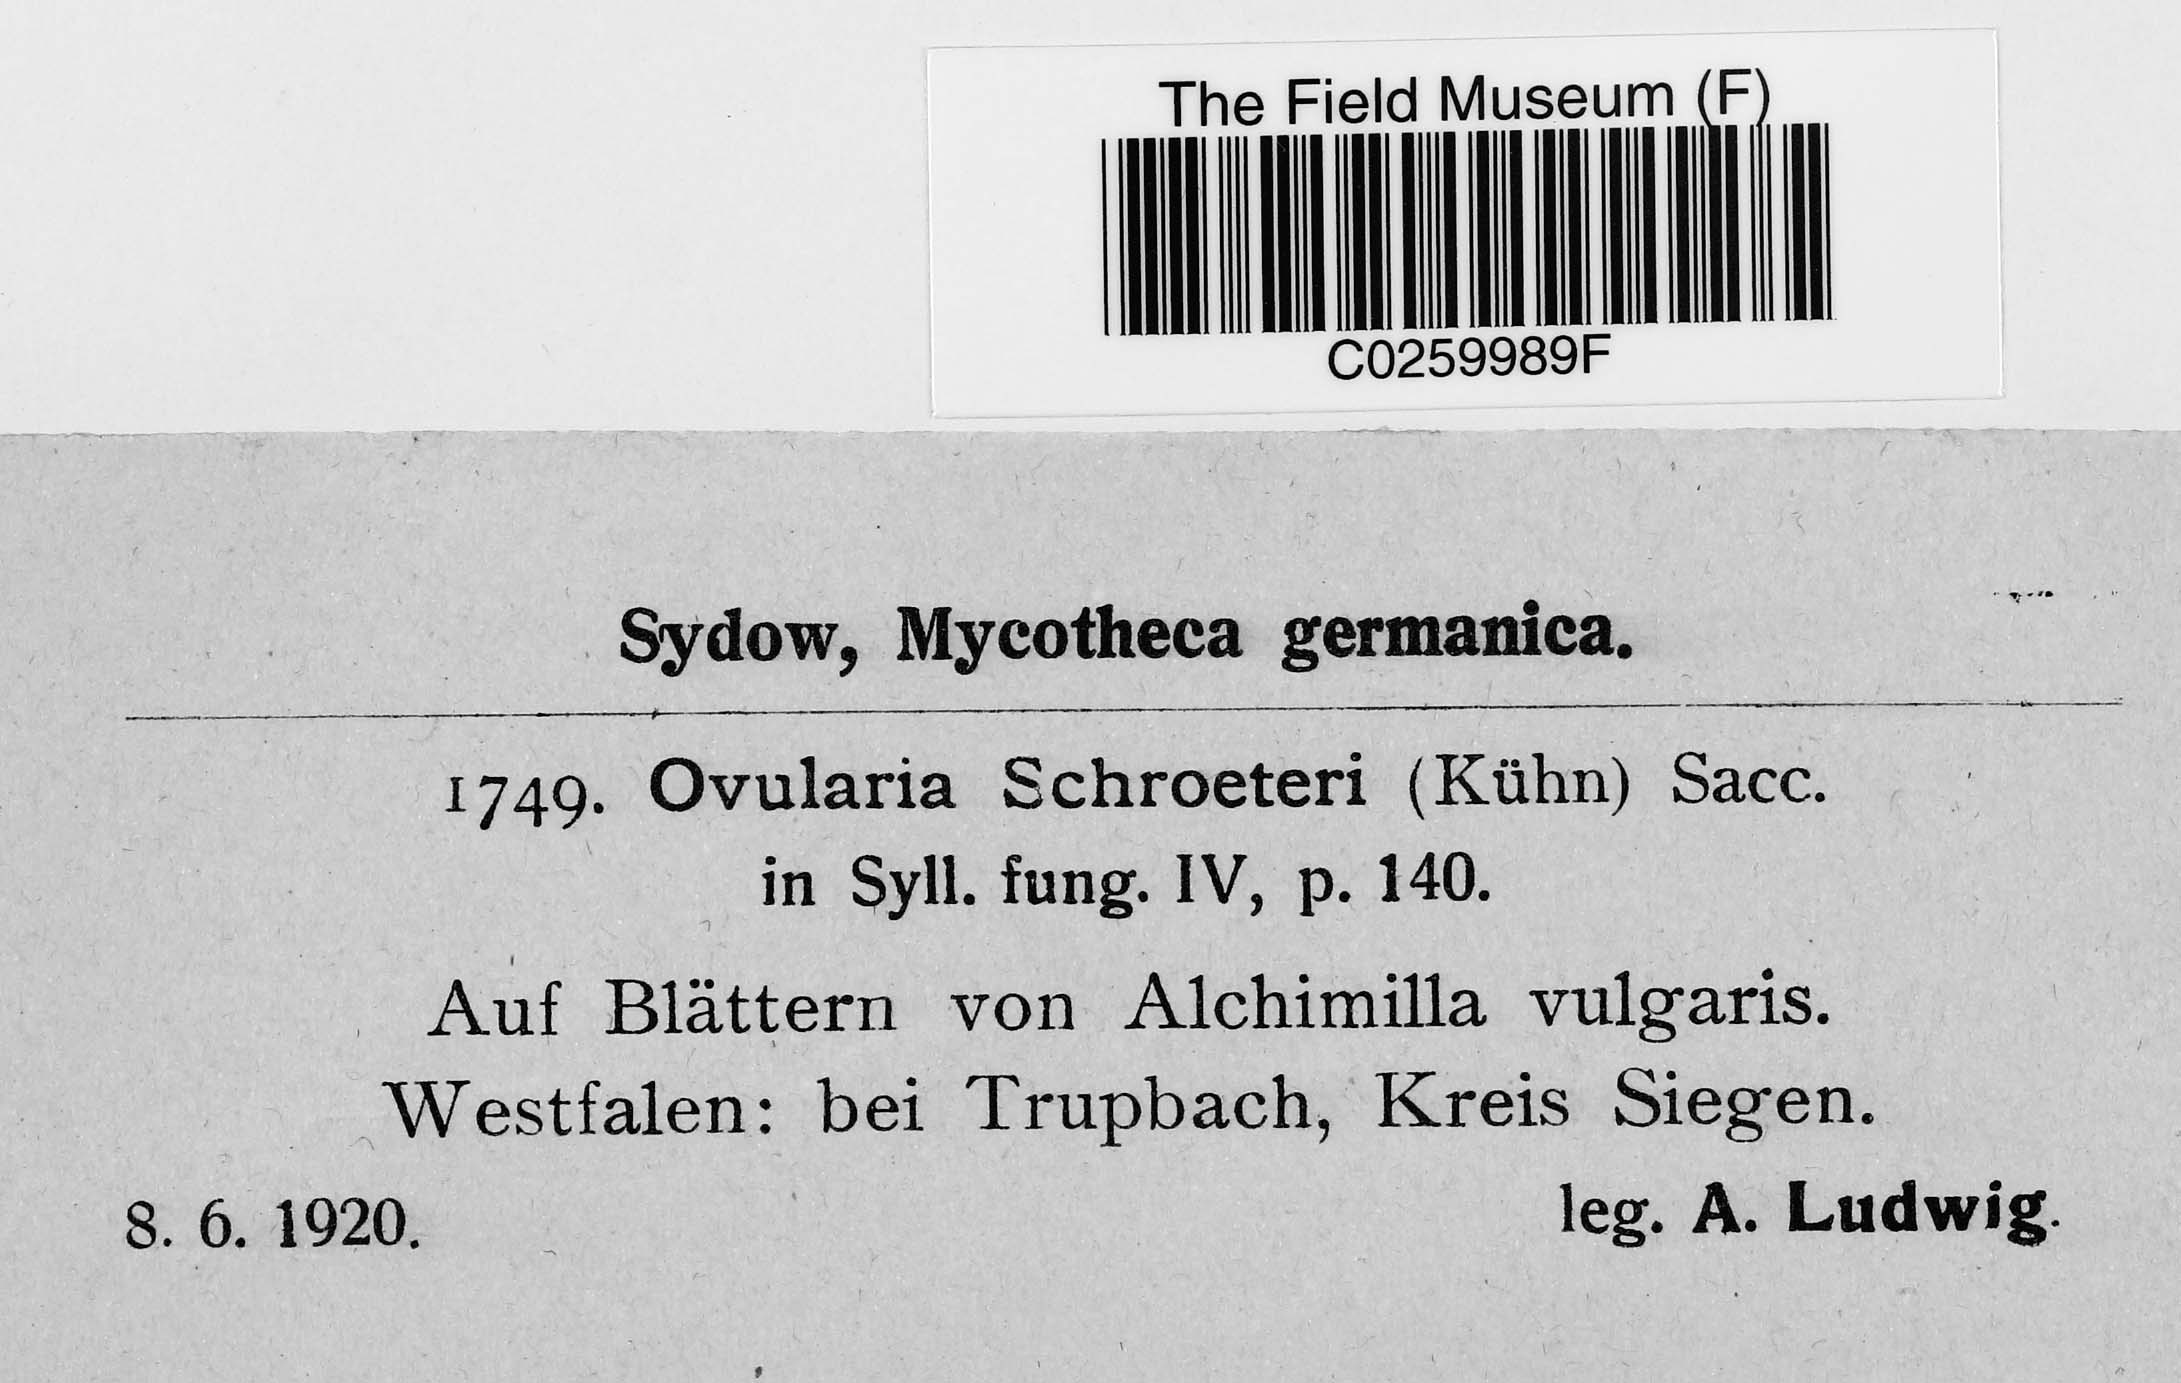 The Field Museum (F)
C0259989F
Sydow, Mycotheca germanica.
1749. Ovularia Schroeteri (Kühn) Sacc.
in Syll. fung. IV, p. 140.
Auf Blättern von Alchimilla vulgaris.
Westfalen: bei Trupbach, Kreis Siegen.
8. 6. 1920. leg. A. Ludwig.